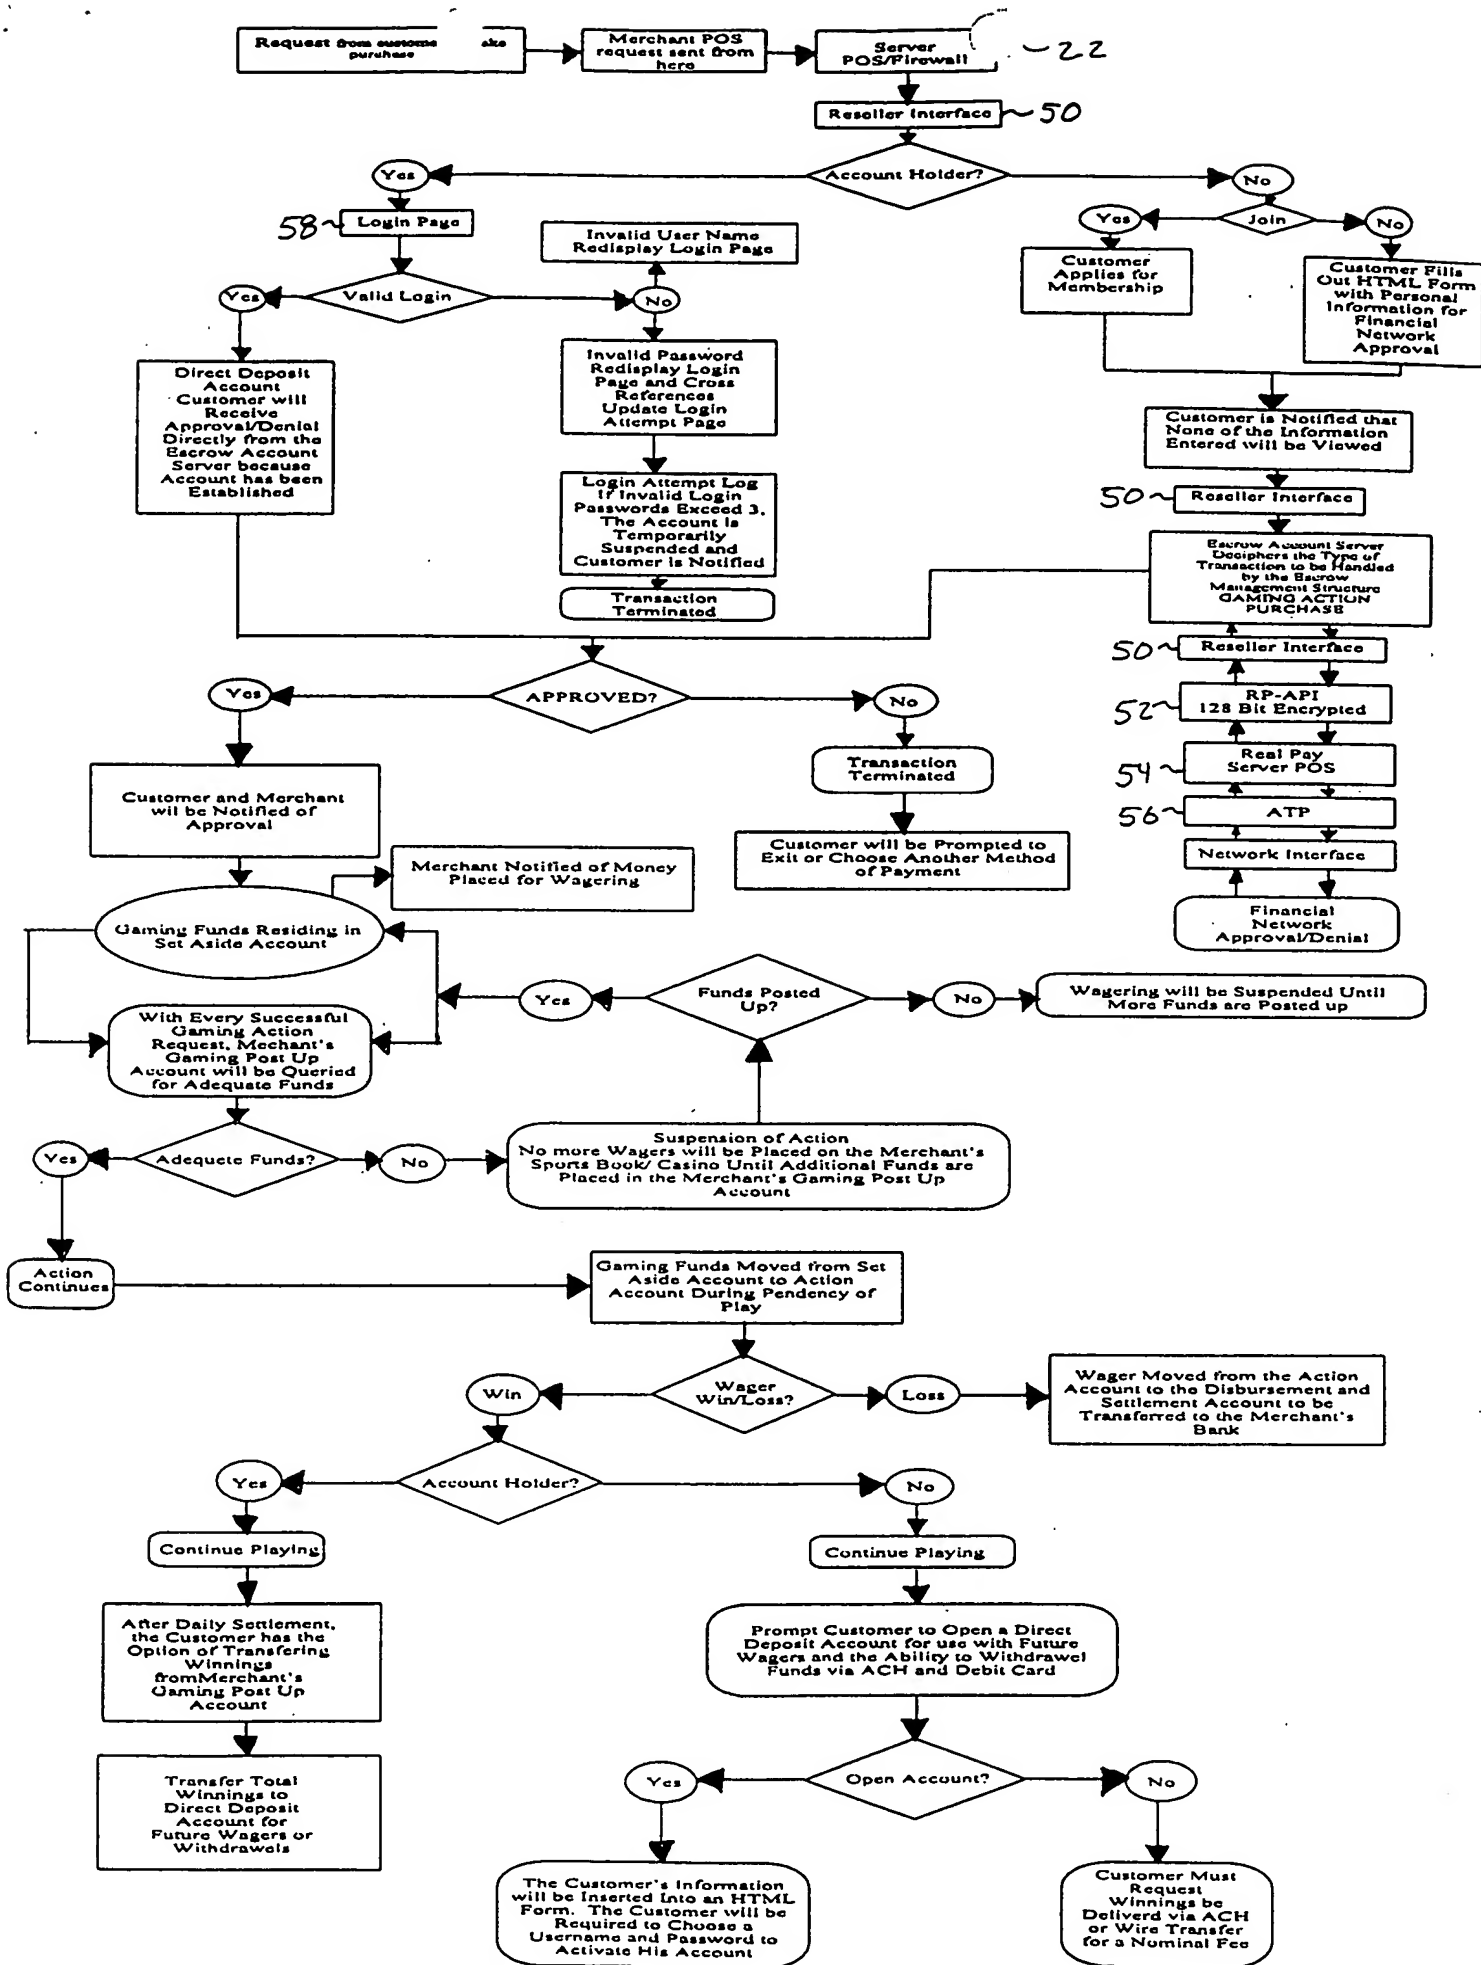 Request from
purchase
Merchant POS
request sent from
here
Server
POS/Firewall
22
Reseller Interface
50
Account Holder?
Yes
No
58
Login Page
Invalid User Name
Redisplay Login Page
Yes
Join
No
Customer
Applies for
Membership
Customer Fills
Out HTML Form
with Personal
Information for
Financial
Network
Approval
Yes
Valid Login
No
Direct Deposit
Account
Customer will
Receive
Approval/Denial
Directly from the
Escrow Account
Server because
Account has been
Established
Invalid Password
Redisplay Login
Page and Cross
References
Update Login
Attempt Page
Login Attempt Log
If Invalid Login
Passwords Exceed 3,
The Account is
Temporarily
Suspended and
Customer is Notified
Transaction
Terminated
Customer is Notified that
None of the Information
Entered will be Viewed
50
Reseller Interface
Escrow Account Server
Deciphers the Type of
Transaction to be Handled
by the Escrow
Management Structure
GAMING ACTION
PURCHASE
50
Reseller Interface
52
RP-API
128 Bit Encrypted
54
Real Pay
Server POS
56
ATP
Network Interface
Financial
Network
Approval/Denial
Yes
APPROVED?
No
Transaction
Terminated
Customer will be Prompted to
Exit or Choose Another Method
of Payment
Customer and Merchant
wil be Notified of
Approval
Merchant Notified of Money
Placed for Wagering
Gaming Funds Residing in
Set Aside Account
With Every Successful
Gaming Action
Request, Mechant's
Gaming Post Up
Account will be Queried
for Adequate Funds
Yes
Funds Posted
Up?
No
Wagering will be Suspended Until
More Funds are Posted up
Yes
Adequete Funds?
No
Suspension of Action
No more Wagers will be Placed on the Merchant's
Sports Book/ Casino Until Additional Funds are
Placed in the Merchant's Gaming Post Up
Account
Action
Continues
Gaming Funds Moved from Set
Aside Account to Action
Account During Pendency of
Play
Win
Wager
Win/Loss?
Loss
Wager Moved from the Action
Account to the Disbursement and
Settlement Account to be
Transferred to the Merchant's
Bank
Yes
Account Holder?
No
Continue Playing
Continue Playing
After Daily Settlement,
the Customer has the
Option of Transfering
Winnings
fromMerchant's
Gaming Post Up
Account
Prompt Customer to Open a Direct
Deposit Account for use with Future
Wagers and the Ability to Withdrawel
Funds via ACH and Debit Card
Transfer Total
Winnings to
Direct Deposit
Account for
Future Wagers or
Withdrawels
Yes
Open Account?
No
The Customer's Information
will be Inserted Into an HTML
Form. The Customer will be
Required to Choose a
Username and Password to
Activate His Account
Customer Must
Request
Winnings be
Deliverd via ACH
or Wire Transfer
for a Nominal Fee